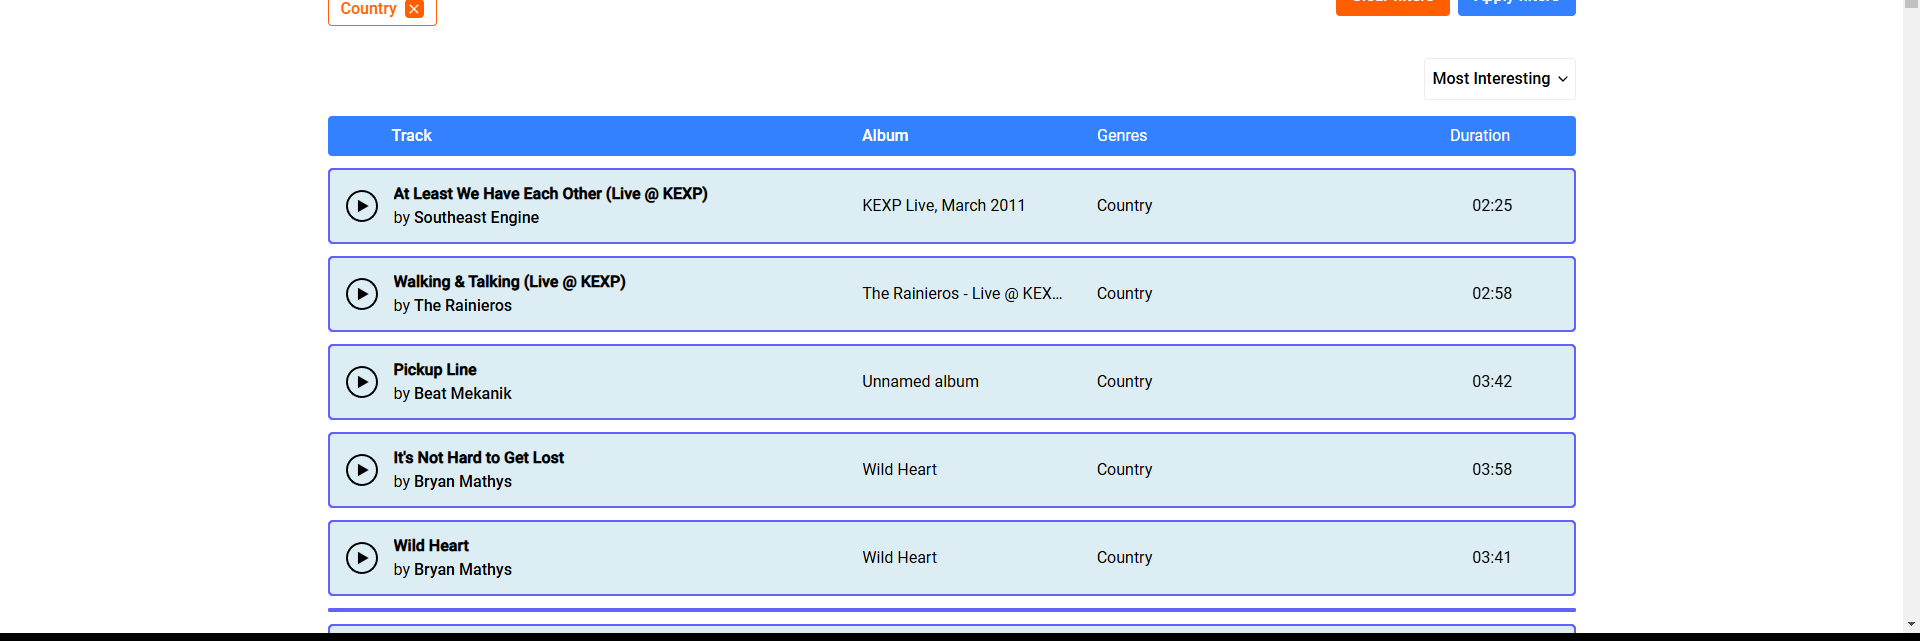 Country
Most Interesting
Track Album Genres Duration
At Least We Have Each Other (Live @ KEXP)
by Southeast Engine
KEXP Live, March 2011 Country 02:25
Walking & Talking (Live @ KEXP)
by The Rainieros
The Rainieros - Live @ KEX... Country 02:58
Pickup Line
by Beat Mekanik
Unnamed album Country 03:42
It's Not Hard to Get Lost
by Bryan Mathys
Wild Heart Country 03:58
Wild Heart
by Bryan Mathys
Wild Heart Country 03:41